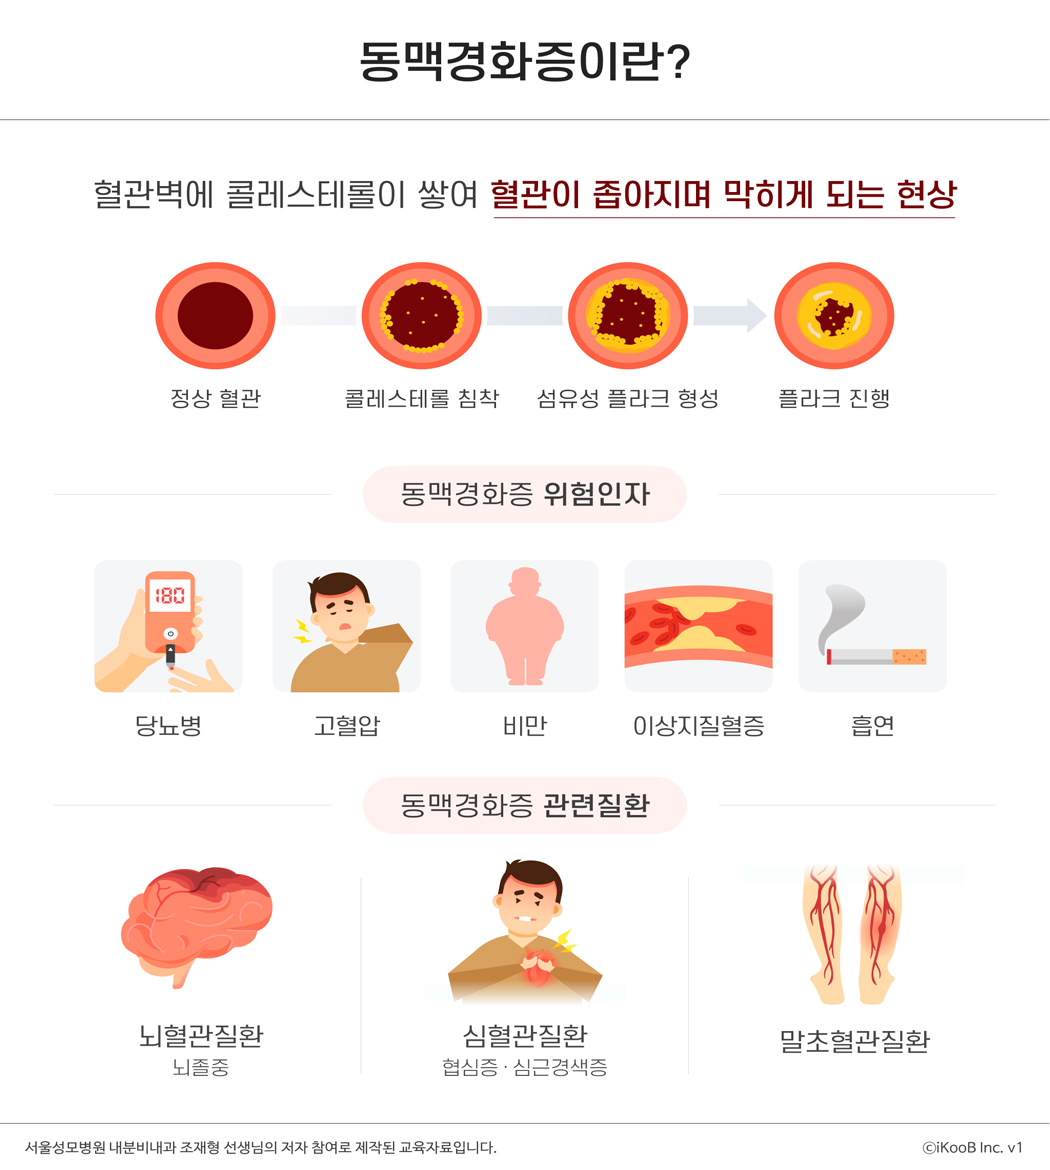 동맥경화증이란?
혈관벽에 콜레스테롤이 쌓여 혈관이 좁아지며 막히게 되는 현상
정상 혈관
콜레스테롤 침착
섬유성 플라크 형성
플라크 진행
동맥경화증 위험인자
180
당뇨병
고혈압
비만
이상지질혈증
흡연
동맥경화증 관련질환
뇌혈관질환
뇌졸중
심혈관질환
협심증 · 심근경색증
말초혈관질환
서울성모병원 내분비내과 조재형 선생님의 저자 참여로 제작된 교육자료입니다.
ⓒiKooB Inc. v1